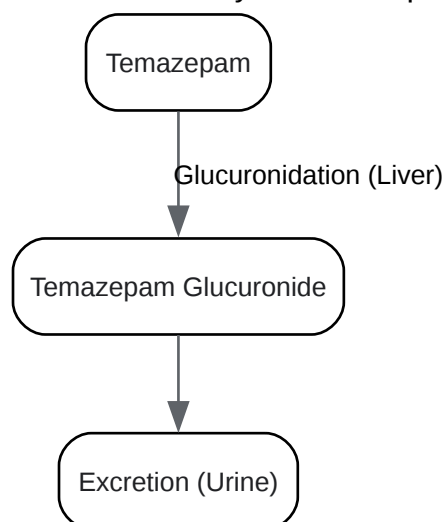 Temazepam
Glucuronidation (Liver)
Temazepam Glucuronide
Excretion (Urine)